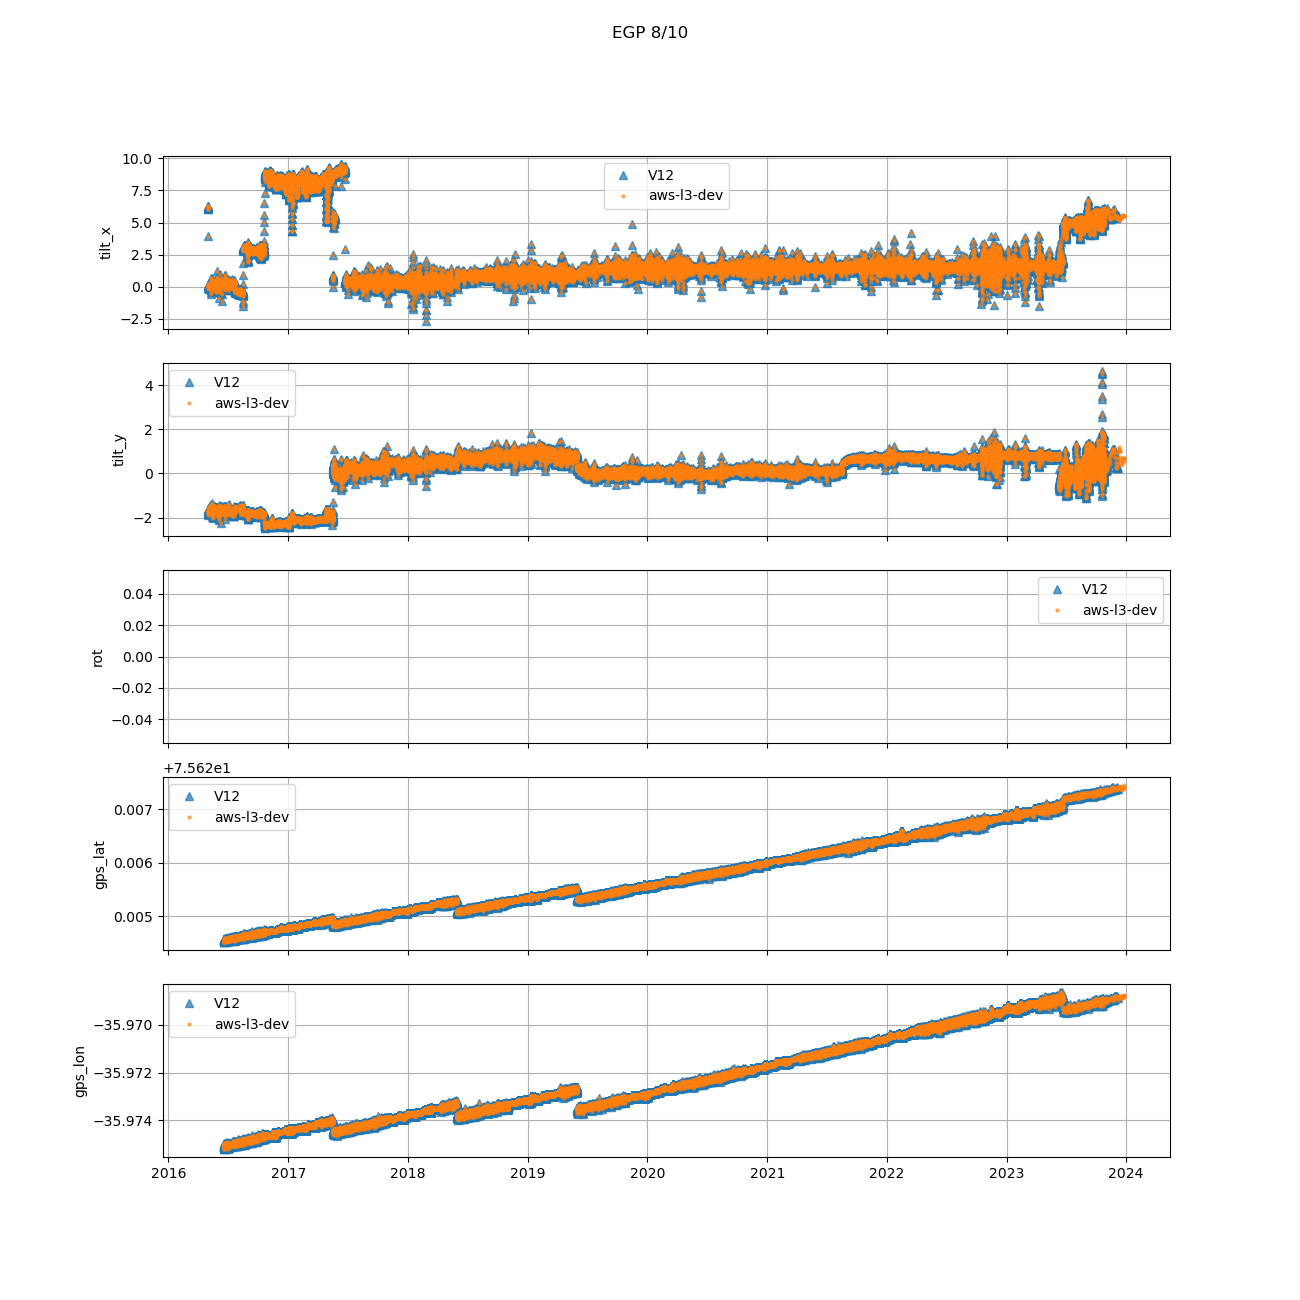 EGP 8/10
10.0
7.5
5.0
2.5
0.0
−2.5
tilt_x
V12
aws-l3-dev
4
2
0
−2
tilt_y
V12
aws-l3-dev
0.04
0.02
0.00
−0.02
−0.04
rot
V12
aws-l3-dev
+7.562e1
0.007
0.006
0.005
gps_lat
V12
aws-l3-dev
−35.970
−35.972
−35.974
gps_lon
V12
aws-l3-dev
2016 2017 2018 2019 2020 2021 2022 2023 2024